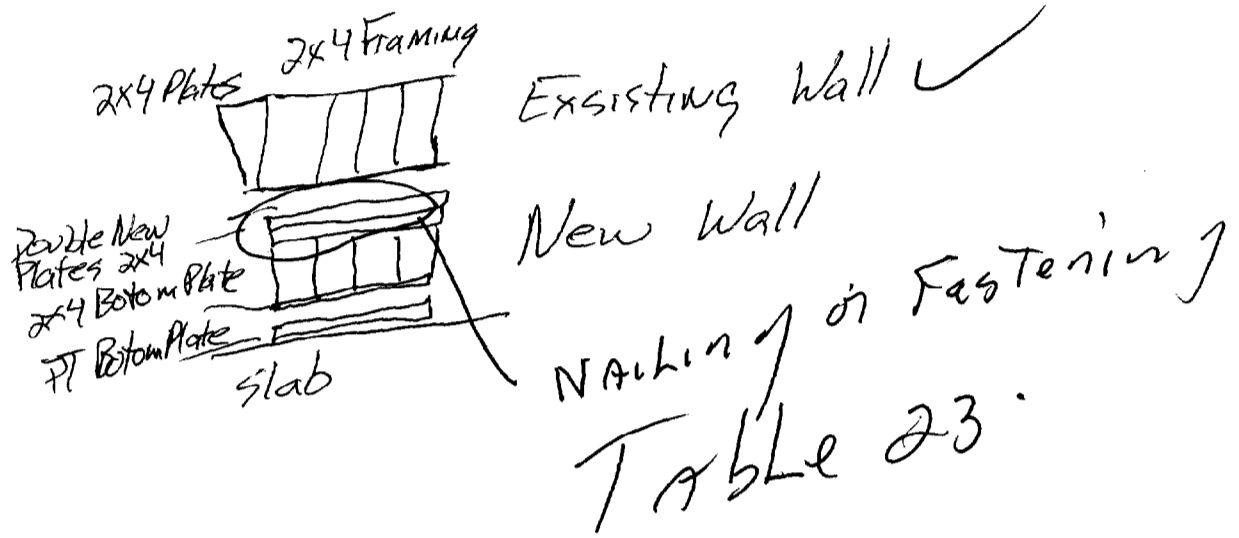 2x4 Framing
2x4 Plates
Exsisting Wall ✓
Double New
Plates 2x4
2x4 Botom Plate
PT Botom Plate
Slab
New Wall
Nailing or Fastening
Table 23.